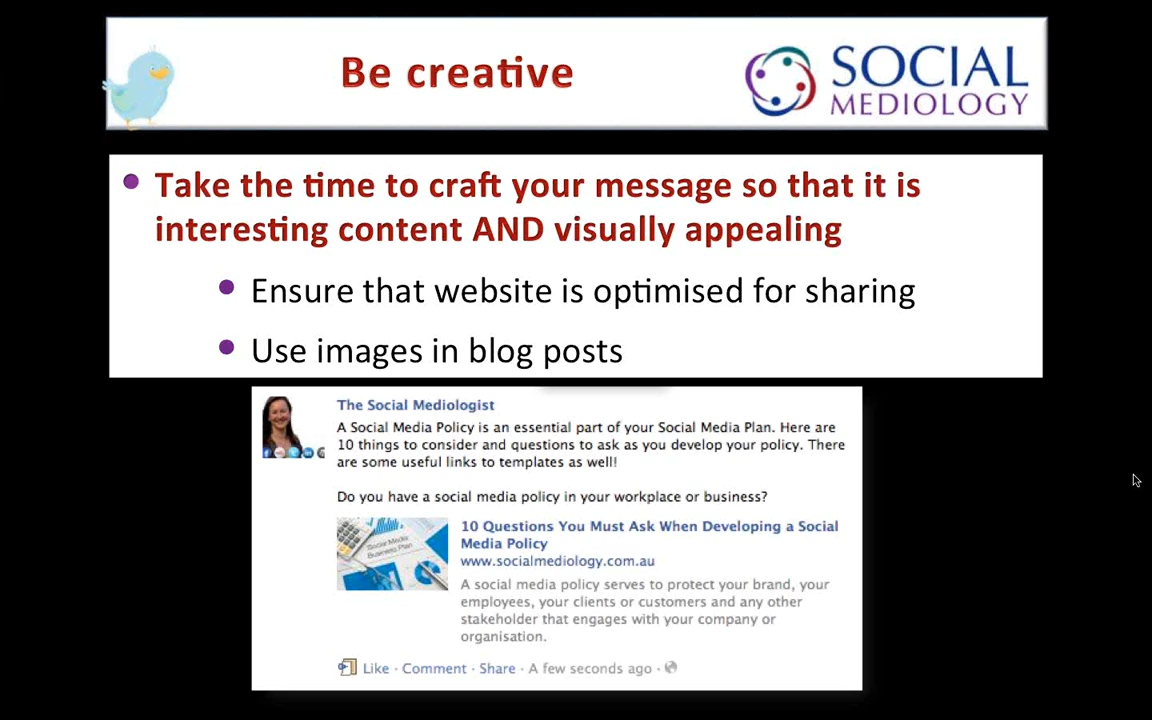 Be creative
SOCIAL
MEDIOLOGY
Take the time to craft your message so that it is
interesting content AND visually appealing
Ensure that website is optimised for sharing
Use images in blog posts
The Social Mediologist
A Social Media Policy is an essential part of your Social Media Plan. Here are
10 things to consider and questions to ask as you develop your policy. There
are some useful links to templates as well!
Do you have a social media policy in your workplace or business?
Social Media
Business Plan
10 Questions You Must Ask When Developing a Social
Media Policy
www.socialmediology.com.au
A social media policy serves to protect your brand, your
employees, your clients or customers and any other
stakeholder that engages with your company or
organisation.
Like · Comment · Share · A few seconds ago ·